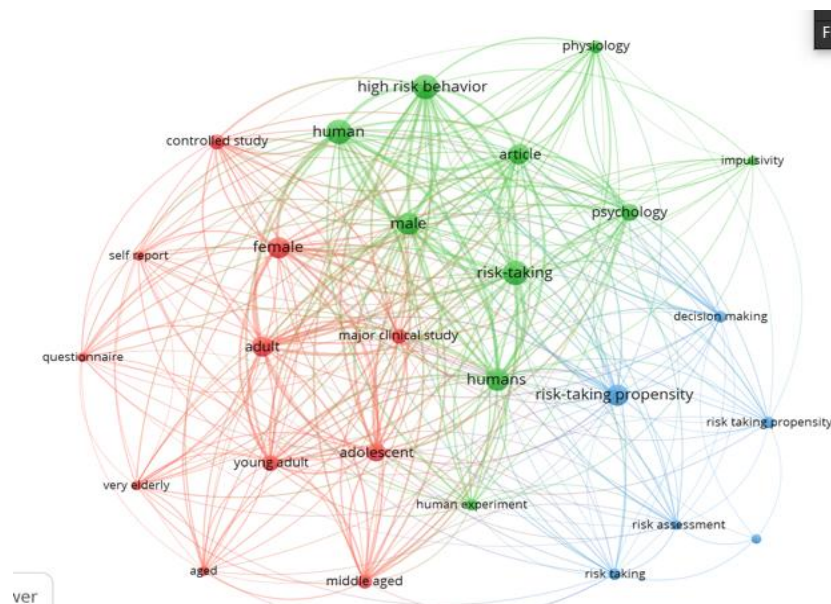 F
physiology
high risk behavior
human
controlled study
article
impulsivity
psychology
male
female
self report
risk-taking
decision making
major clinical study
adult
questionnaire
humans
risk-taking propensity
risk taking propensity
adolescent
young adult
very elderly
human experiment
risk assessment
aged
middle aged
risk taking
wer